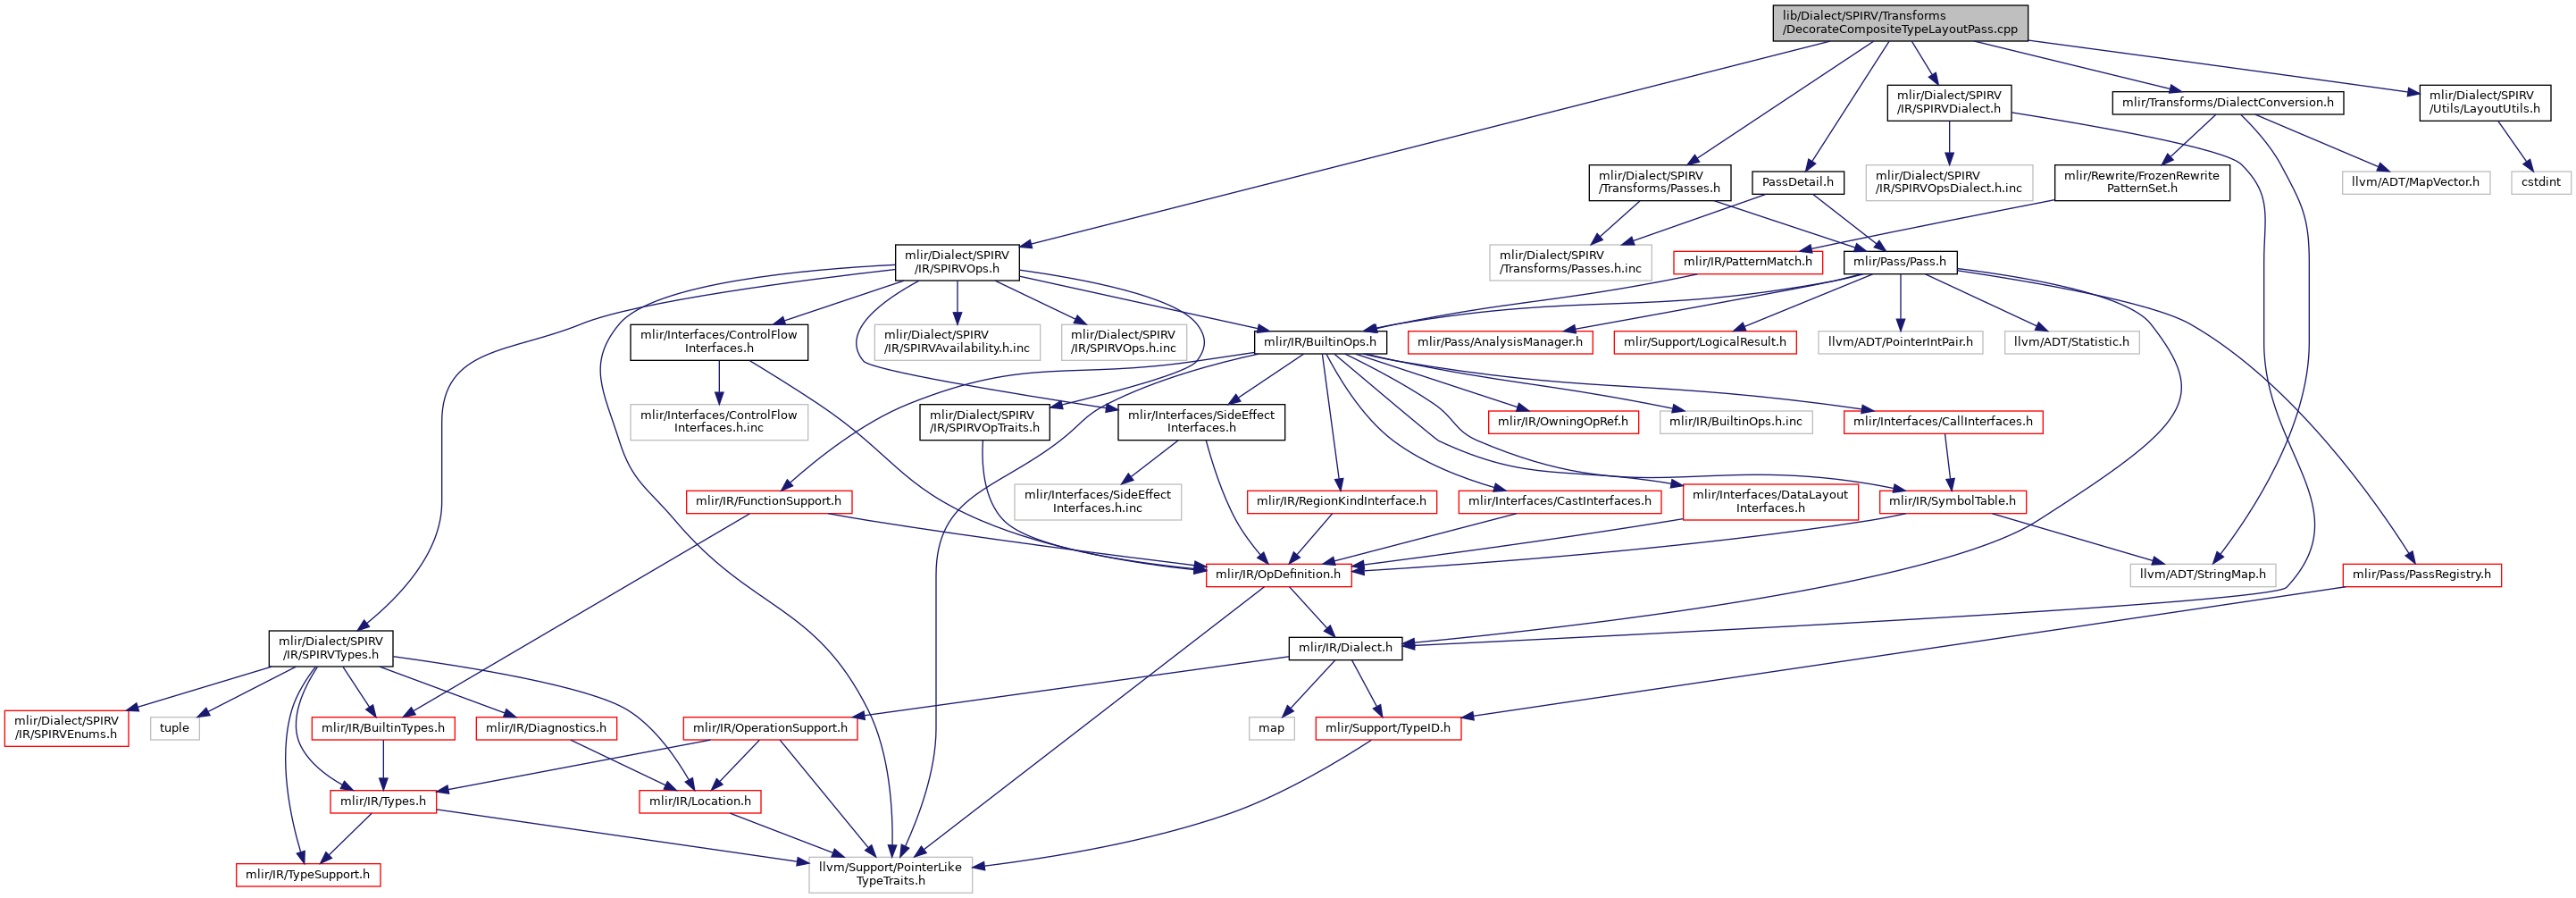 lib/Dialect/SPIRV/Transforms
/DecorateCompositeTypeLayoutPass.cpp
mlir/Dialect/SPIRV
/IR/SPIRVDialect.h
mlir/Transforms/DialectConversion.h
mlir/Dialect/SPIRV
/Utils/LayoutUtils.h
mlir/Dialect/SPIRV
/Transforms/Passes.h
PassDetail.h
mlir/Dialect/SPIRV
/IR/SPIRVOpsDialect.h.inc
mlir/Rewrite/FrozenRewrite
PatternSet.h
llvm/ADT/MapVector.h
cstdint
mlir/Dialect/SPIRV
/IR/SPIRVOps.h
mlir/Dialect/SPIRV
/Transforms/Passes.h.inc
mlir/IR/PatternMatch.h
mlir/Pass/Pass.h
mlir/Interfaces/ControlFlow
Interfaces.h
mlir/Dialect/SPIRV
/IR/SPIRVAvailability.h.inc
mlir/Dialect/SPIRV
/IR/SPIRVOps.h.inc
mlir/IR/BuiltinOps.h
mlir/Pass/AnalysisManager.h
mlir/Support/LogicalResult.h
llvm/ADT/PointerIntPair.h
llvm/ADT/Statistic.h
mlir/Interfaces/ControlFlow
Interfaces.h.inc
mlir/Dialect/SPIRV
/IR/SPIRVOpTraits.h
mlir/Interfaces/SideEffect
Interfaces.h
mlir/IR/OwningOpRef.h
mlir/IR/BuiltinOps.h.inc
mlir/Interfaces/CallInterfaces.h
mlir/IR/FunctionSupport.h
mlir/Interfaces/SideEffect
Interfaces.h.inc
mlir/IR/RegionKindInterface.h
mlir/Interfaces/CastInterfaces.h
mlir/Interfaces/DataLayout
Interfaces.h
mlir/IR/SymbolTable.h
mlir/IR/OpDefinition.h
llvm/ADT/StringMap.h
mlir/Pass/PassRegistry.h
mlir/Dialect/SPIRV
/IR/SPIRVTypes.h
mlir/IR/Dialect.h
mlir/Dialect/SPIRV
/IR/SPIRVEnums.h
tuple
mlir/IR/BuiltinTypes.h
mlir/IR/Diagnostics.h
mlir/IR/OperationSupport.h
map
mlir/Support/TypeID.h
mlir/IR/Types.h
mlir/IR/Location.h
mlir/IR/TypeSupport.h
llvm/Support/PointerLike
TypeTraits.h